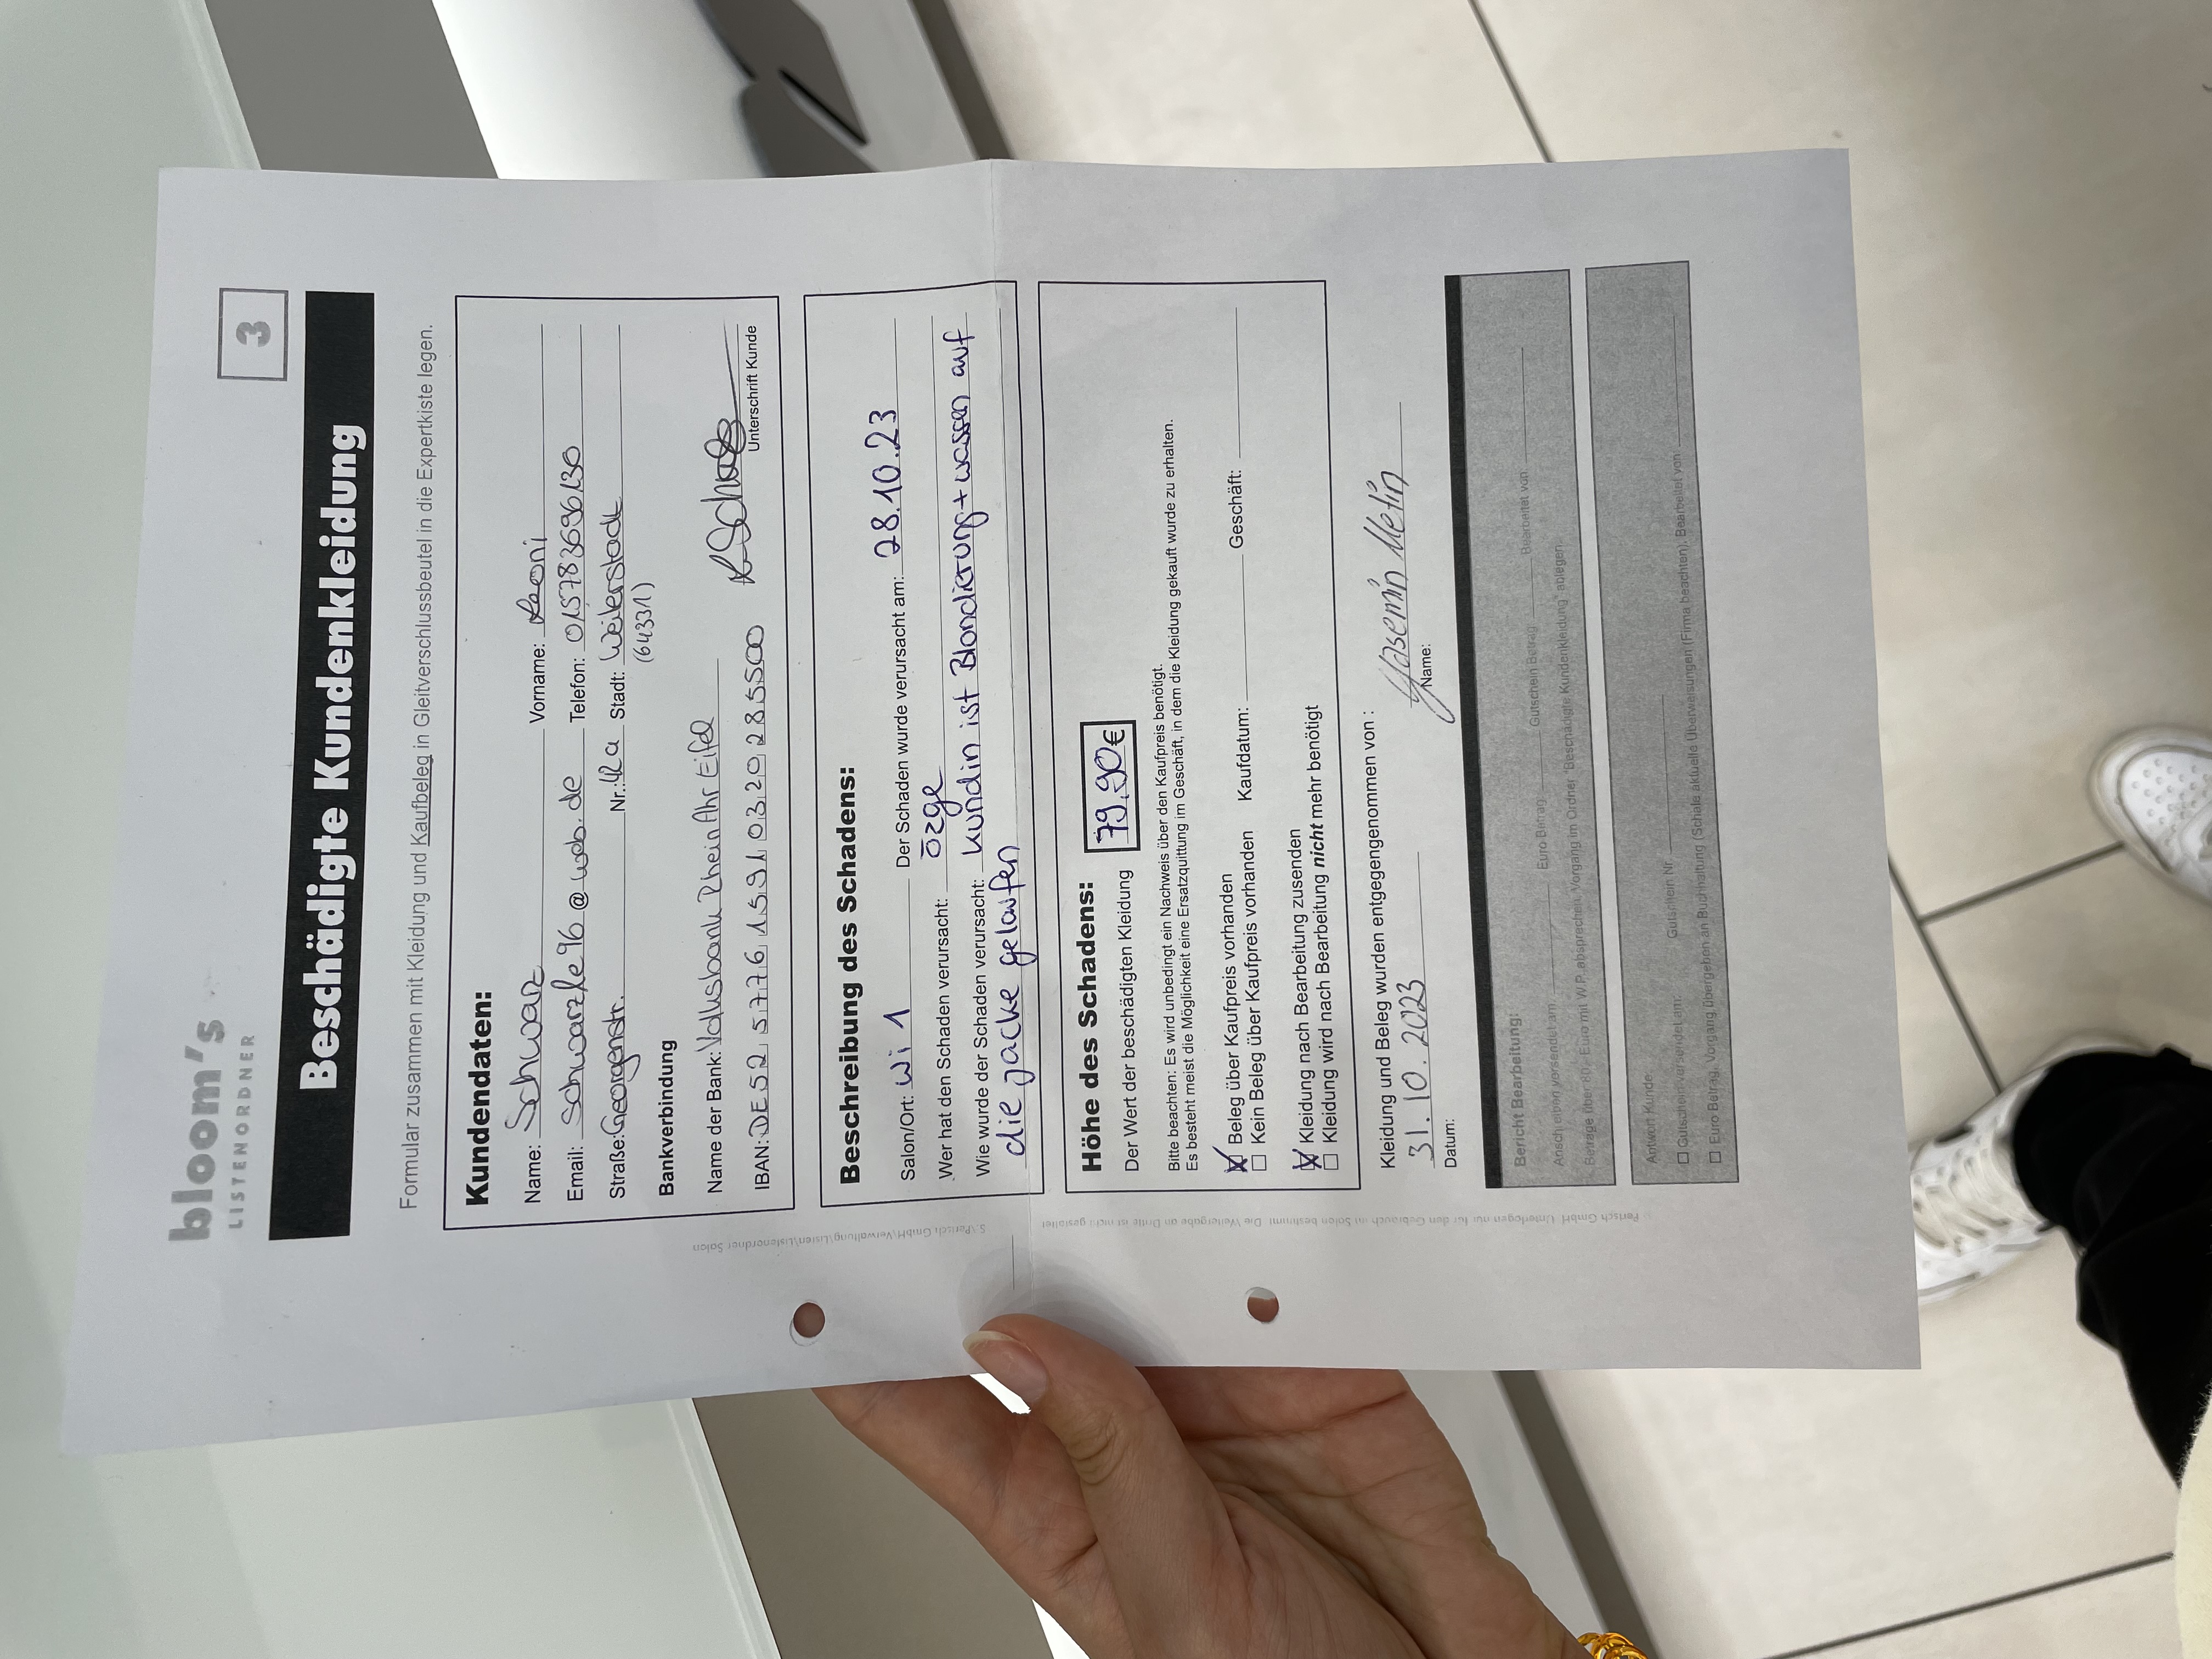 bloom's
LISTENORDNER
3
Beschädigte Kundenkleidung
Formular zusammen mit Kleidung und Kaufbeleg in Gleitverschlussbeutel in die Expertkiste legen.
Kundendaten:
Name: Schwarz Vorname: Leoni
Email: schwarzle96@web.de Telefon: 015783696130
Straße: Georgenstr. Nr.: 42a Stadt: Weiterstadt
(64331)
Bankverbindung
Name der Bank: Volksbank RheinAhrEifel
IBAN: DE52 5776 1591 0320 285500
Unterschrift Kunde
Beschreibung des Schadens:
Salon/Ort: Wi 1 Der Schaden wurde verursacht am: 28.10.23
Wer hat den Schaden verursacht: özge
Wie wurde der Schaden verursacht: kundin ist Blondierung + wasser auf
die jacke gelaufen
Höhe des Schadens:
Der Wert der beschädigten Kleidung 79,90€
Bitte beachten: Es wird unbedingt ein Nachweis über den Kaufpreis benötigt.
Es besteht meist die Möglichkeit eine Ersatzquittung im Geschäft, in dem die Kleidung gekauft wurde zu erhalten.
Beleg über Kaufpreis vorhanden
Kein Beleg über Kaufpreis vorhanden Kaufdatum: Geschäft:
Kleidung nach Bearbeitung zusenden
Kleidung wird nach Bearbeitung nicht mehr benötigt
Kleidung und Beleg wurden entgegengenommen von :
31.10.2023 Yasemin Metin
Datum: Name:
Bericht Bearbeitung:
Anschreiben versendet am: Euro Betrag: Gutschein Betrag: Bearbeitet von:
Beträge über 80,- Euro mit W.P. absprechen. Vorgang im Ordner "Beschädigte Kundenkleidung" ablegen.
Antwort Kunde:
Gutschein versendet am: Gutschein Nr.
Euro Betrag, Vorgang übergeben an Buchhaltung (Schale aktuelle Überweisungen (Firma beachten). Bearbeitet von:
Pertsch GmbH Unterlagen nur für den Gebrauch im Salon bestimmt. Die Weitergabe an Dritte ist nicht gestattet
S:\Pertsch GmbH\Verwaltung\Listen\Listenordner Salon